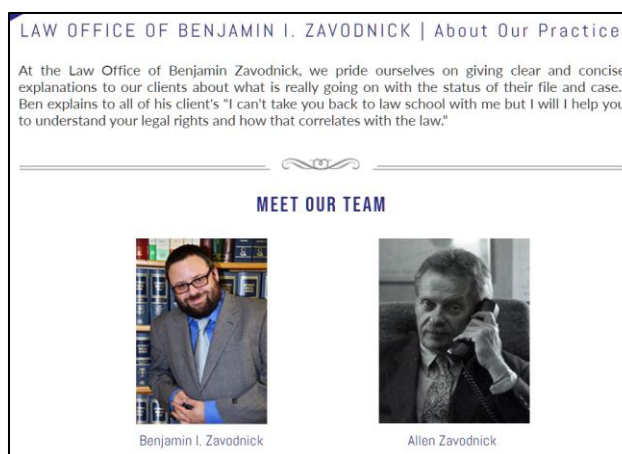 LAW OFFICE OF BENJAMIN I. ZAVODNICK | About Our Practice
At the Law Office of Benjamin Zavodnick, we pride ourselves on giving clear and concise
explanations to our clients about what is really going on with the status of their file and case.
Ben explains to all of his client's "I can't take you back to law school with me but I will I help you
to understand your legal rights and how that correlates with the law."
MEET OUR TEAM
Benjamin I. Zavodnick
Allen Zavodnick